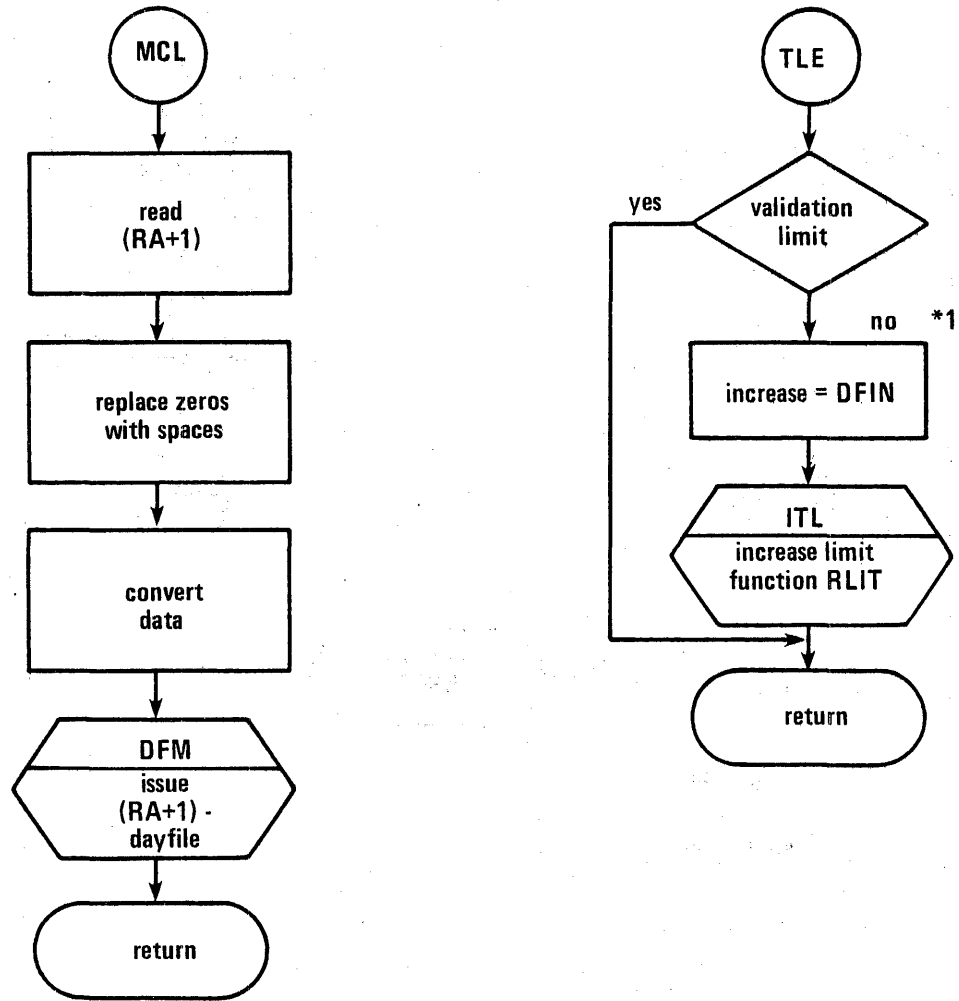 MCL
read
(RA+1)
replace zeros
with spaces
convert
data
DFM
issue
(RA+1) -
dayfile
return
TLE
yes
validation
limit
no *1
increase = DFIN
ITL
increase limit
function RLIT
return